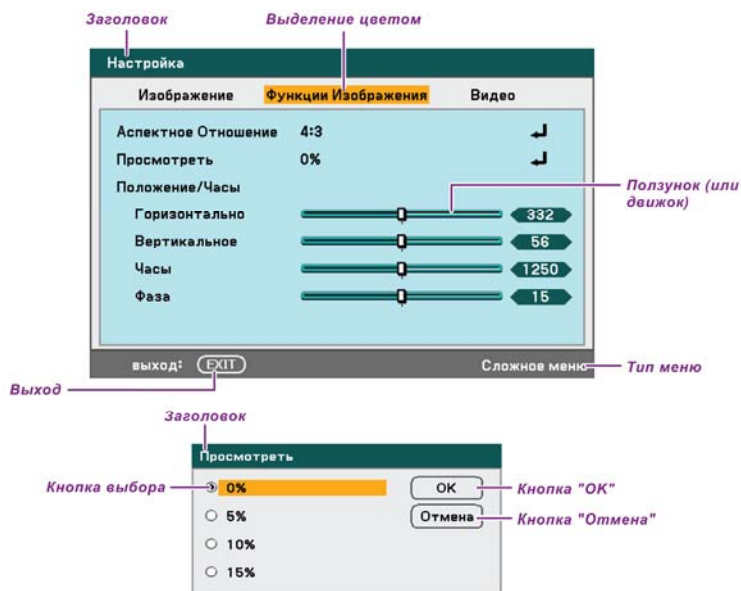 Заголовок Выделение цветом
Настройка
Изображение Функции Изображения Видео
Аспектное Отношение 4:3
Просмотреть 0%
Положение/Часы
Ползунок (или движок)
Горизонтально 332
Вертикальное 56
Часы 1250
Фаза 15
выход: EXIT Сложное меню Тип меню
Выход
Заголовок
Просмотреть
Кнопка выбора 0% OK Кнопка "OK"
5% Отмена Кнопка "Отмена"
10%
15%